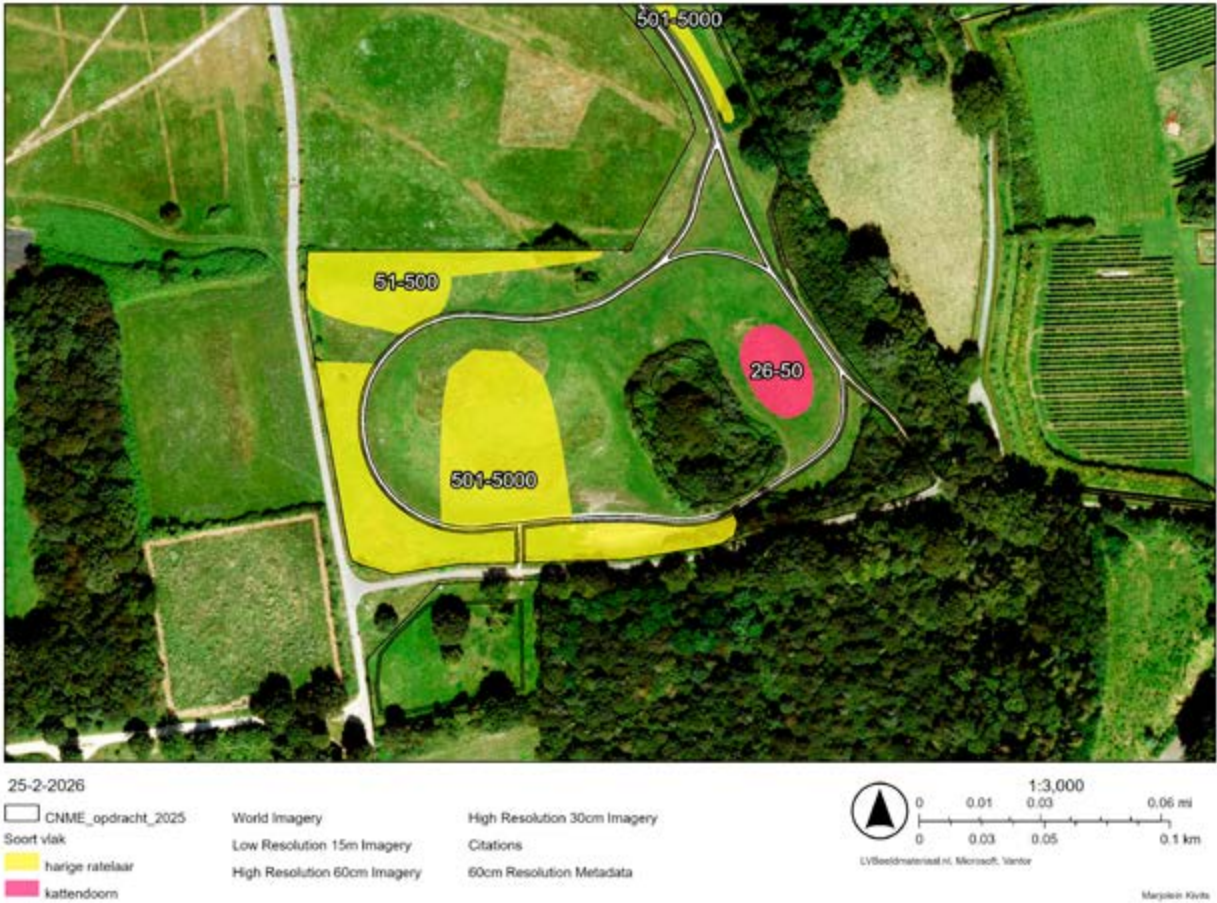 501-5000
51-500
26-50
501-5000
25-2-2026
1:3,000
CNME_opdracht_2025
World Imagery
High Resolution 30cm Imagery
0 0.01 0.03 0.06 mi
Soort vlak
Low Resolution 15m Imagery
Citations
0 0.03 0.05 0.1 km
harige ratelaar
High Resolution 60cm Imagery
60cm Resolution Metadata
LVBeeldmateriaal.nl, Microsoft, Vantor
kattendoorn
Marjolein Kivits